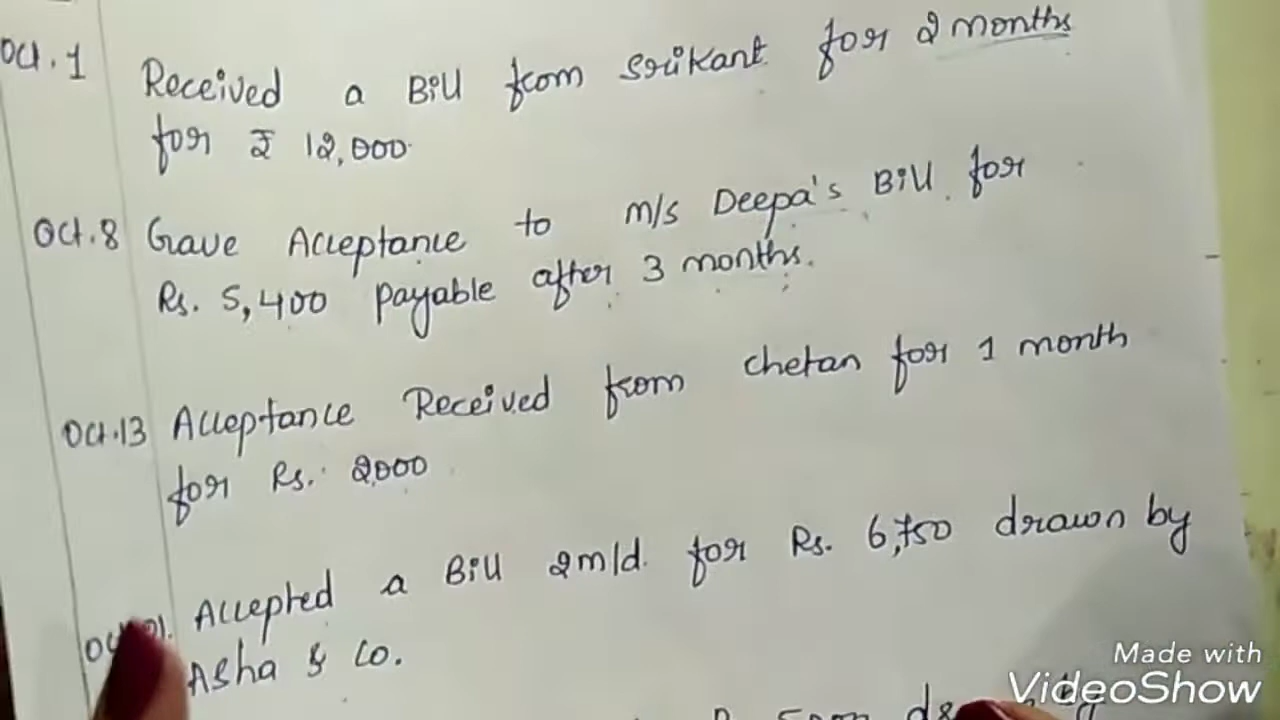 Oct. 1 Received a Bill from Srikant for 2 months
for ₹ 12,000.
Oct. 8 Gave Acceptance to M/s Deepa's Bill for
Rs. 5,400 payable after 3 months.
Oct. 13 Acceptance Received from Chetan for 1 month
for Rs. 2,000
Accepted a Bill 2m/d. for Rs. 6,750 drawn by
Asha & Co.
Made with
VideoShow